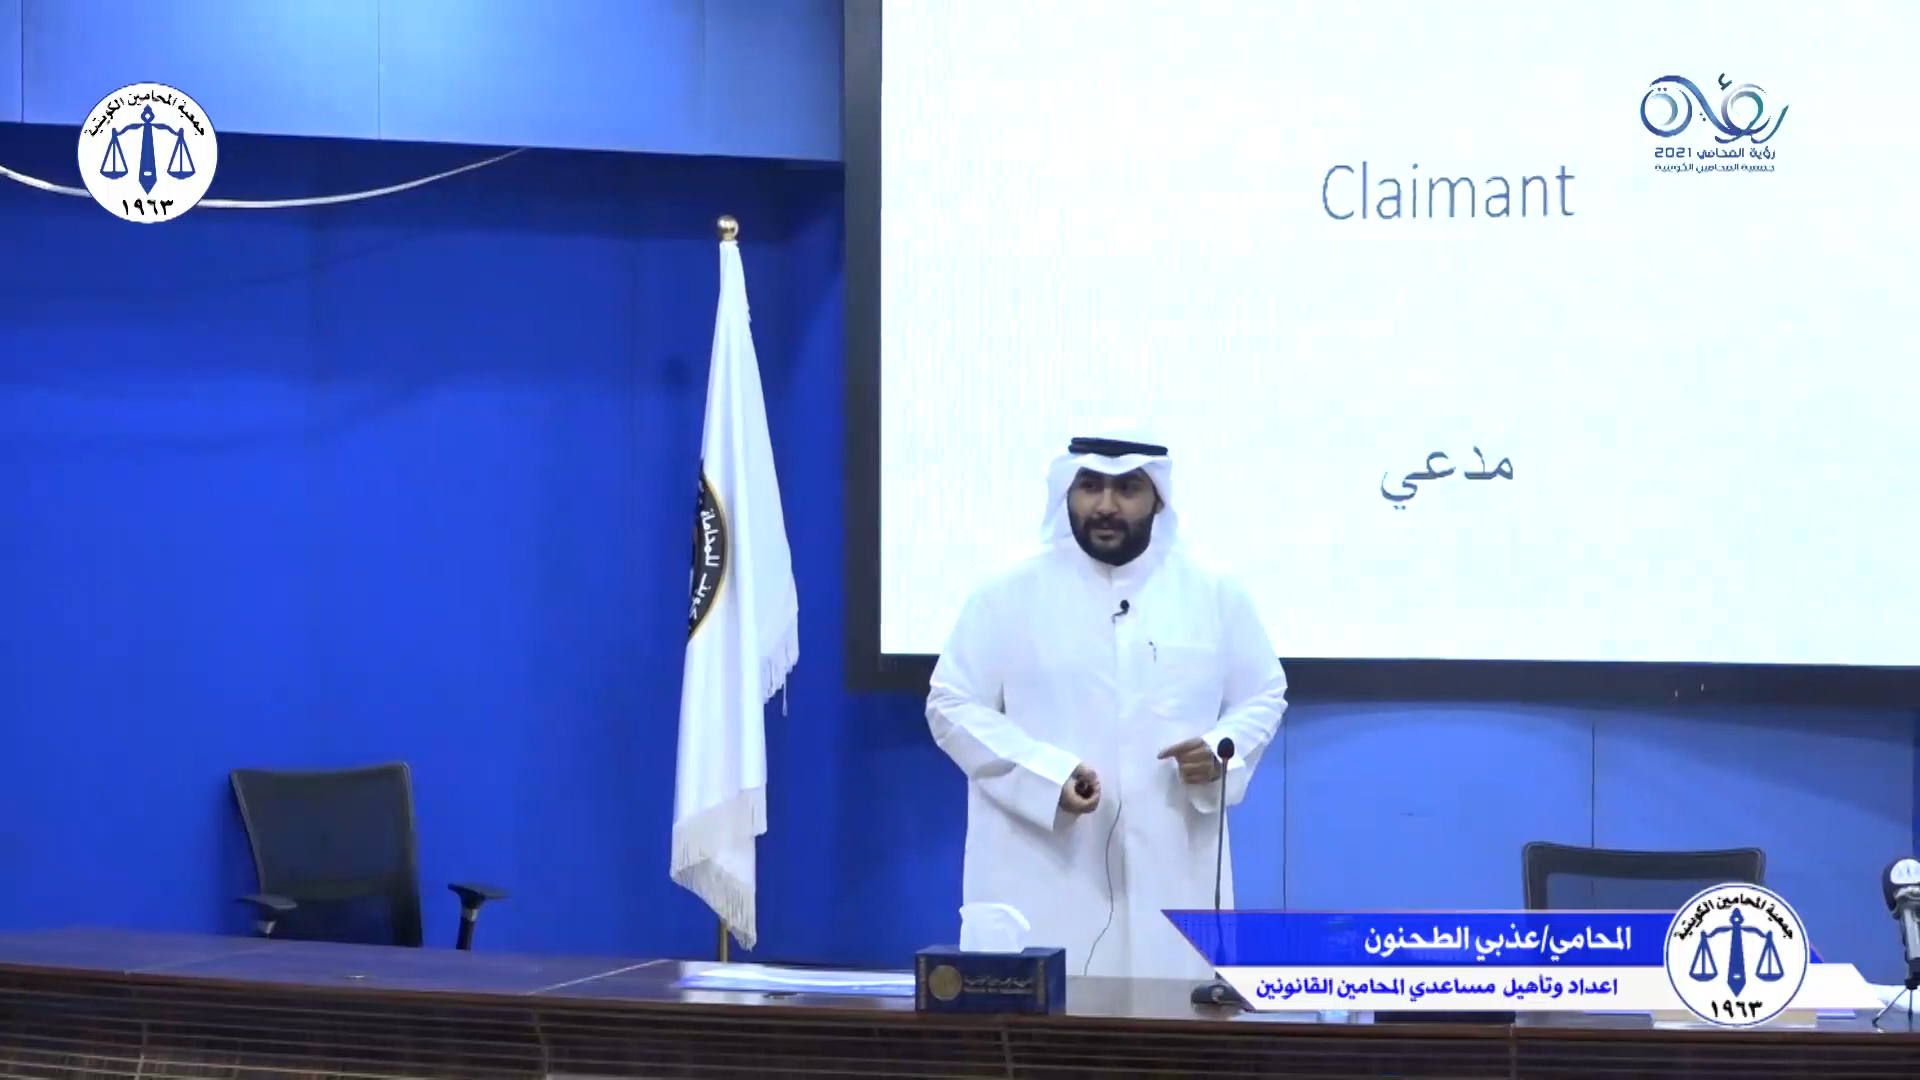 جمعية المحامين الكويتية
١٩٦٣
رؤية
رؤية المحامي 2021
جمعية المحامين الكويتية
Claimant
مدعي
للمحاماة
المحامي/عذبي الطحنون
اعداد وتأهيل مساعدي المحامين القانونين
جمعية المحامين الكويتية
١٩٦٣